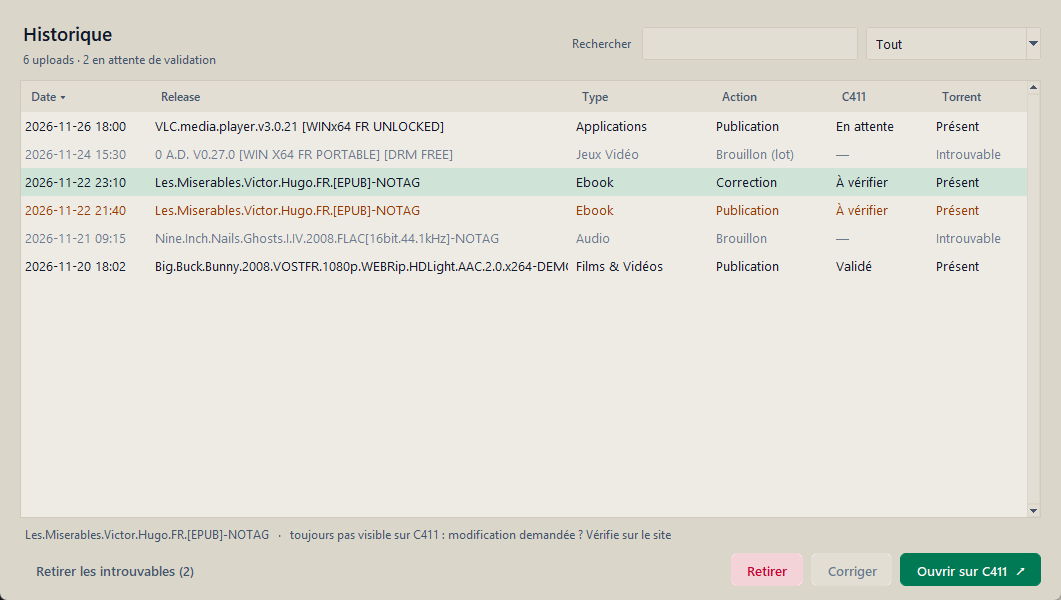 Historique
6 uploads · 2 en attente de validation
Rechercher
Tout
Date Release Type Action C411 Torrent
2026-11-26 18:00 VLC.media.player.v3.0.21 [WINx64 FR UNLOCKED] Applications Publication En attente Présent
2026-11-24 15:30 0 A.D. V0.27.0 [WIN X64 FR PORTABLE] [DRM FREE] Jeux Vidéo Brouillon (lot) — Introuvable
2026-11-22 23:10 Les.Miserables.Victor.Hugo.FR.[EPUB]-NOTAG Ebook Correction À vérifier Présent
2026-11-22 21:40 Les.Miserables.Victor.Hugo.FR.[EPUB]-NOTAG Ebook Publication À vérifier Présent
2026-11-21 09:15 Nine.Inch.Nails.Ghosts.I.IV.2008.FLAC[16bit.44.1kHz]-NOTAG Audio Brouillon — Introuvable
2026-11-20 18:02 Big.Buck.Bunny.2008.VOSTFR.1080p.WEBRip.HDLight.AAC.2.0.x264-DEMO Films & Vidéos Publication Validé Présent
Les.Miserables.Victor.Hugo.FR.[EPUB]-NOTAG · toujours pas visible sur C411 : modification demandée ? Vérifie sur le site
Retirer les introuvables (2)
Retirer
Corriger
Ouvrir sur C411 ↗